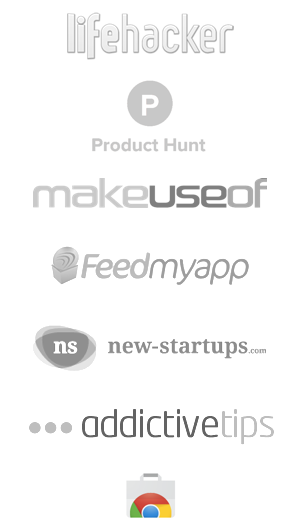 lifehacker
P
Product Hunt
makeuseof
Feedmyapp
ns new-startups.com
addictivetips